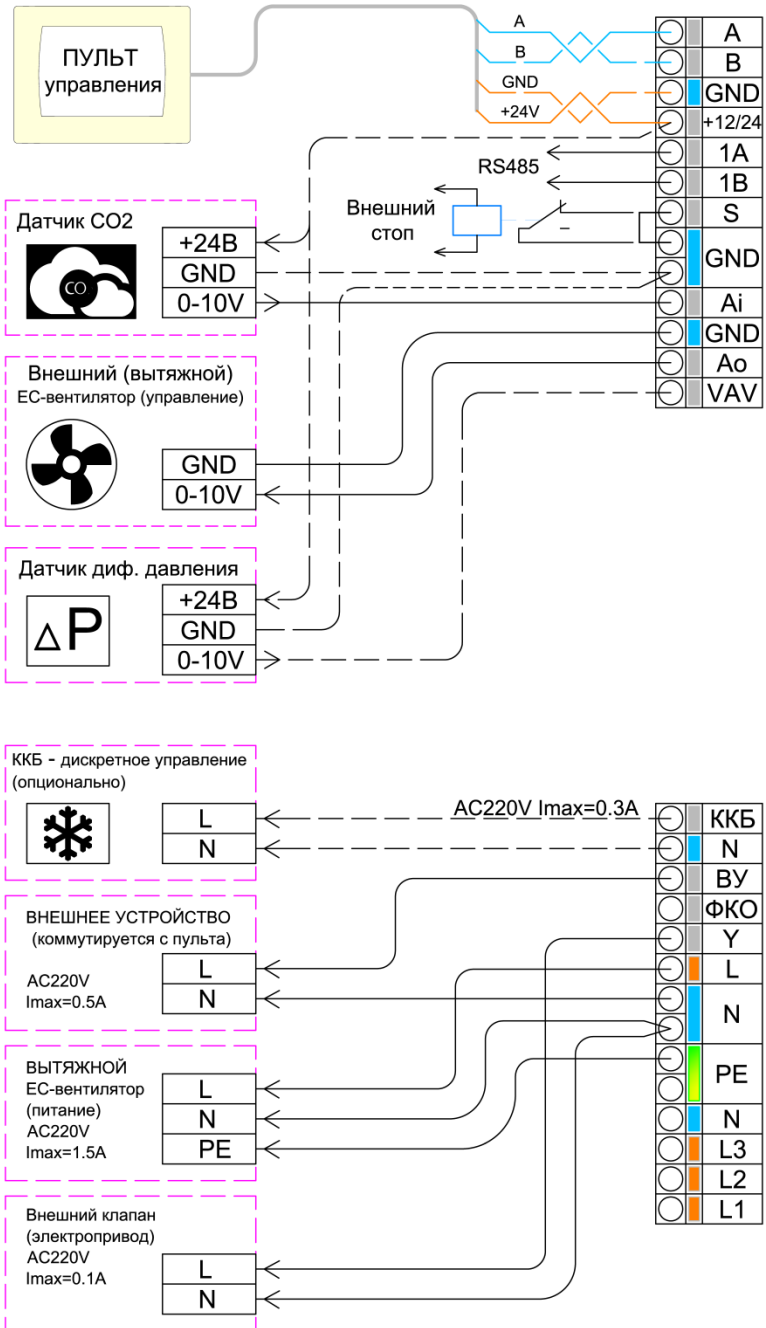 ПУЛЬТ
управления
A
B
GND
+24V
A
B
GND
+12/24
1A
1B
S
GND
Ai
GND
Ao
VAV
RS485
Внешний
стоп
Датчик CO2
CO
+24В
GND
0-10V
Внешний (вытяжной)
ЕС-вентилятор (управление)
GND
0-10V
Датчик диф. давления
△P
+24В
GND
0-10V
ККБ - дискретное управление
(опционально)
L
N
AC220V Imax=0.3A
ККБ
N
ВУ
ФКО
Y
L
N
PE
N
L3
L2
L1
ВНЕШНЕЕ УСТРОЙСТВО
(коммутируется с пульта)
AC220V
Imax=0.5A
L
N
ВЫТЯЖНОЙ
ЕС-вентилятор
(питание)
AC220V
Imax=1.5A
L
N
PE
Внешний клапан
(электропривод)
AC220V
Imax=0.1A
L
N